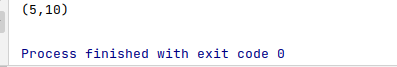 (5,10)
Process finished with exit code 0